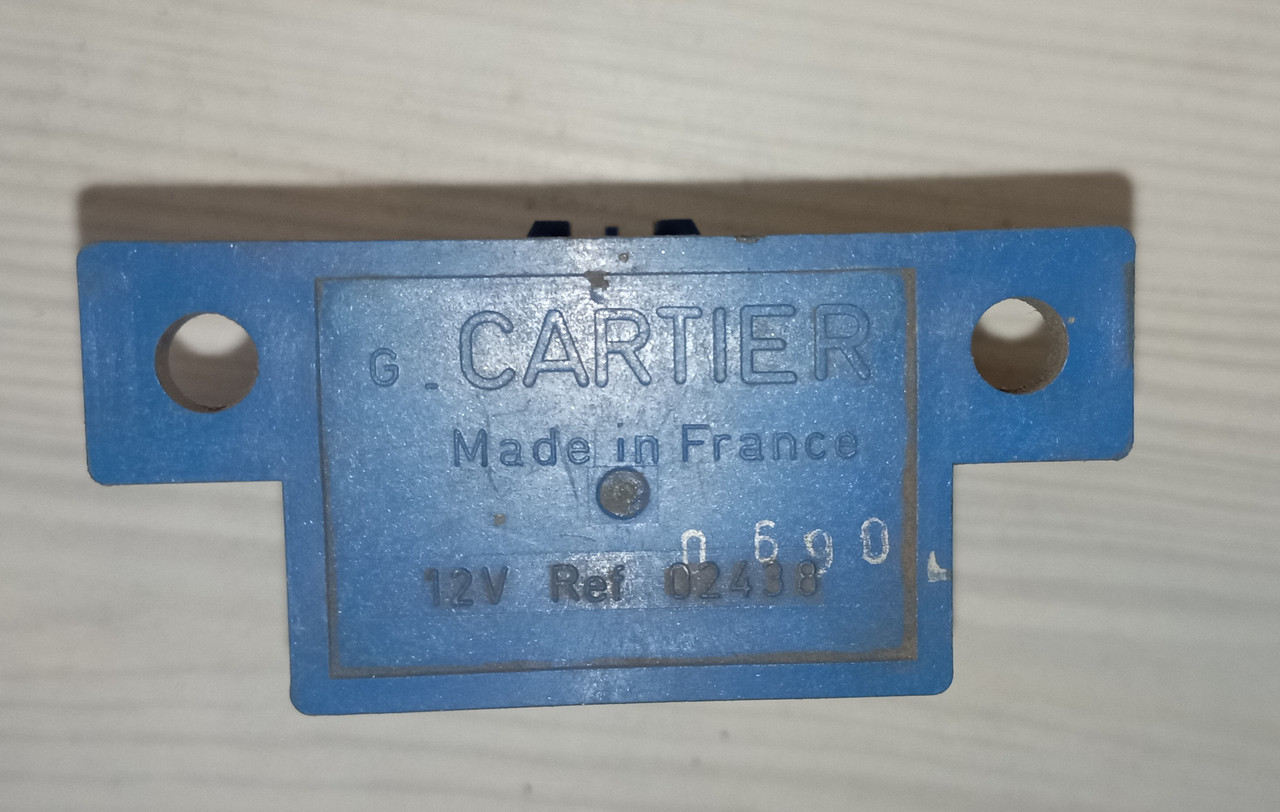 G - CARTIER
Made in France
0690
12V Ref 02438